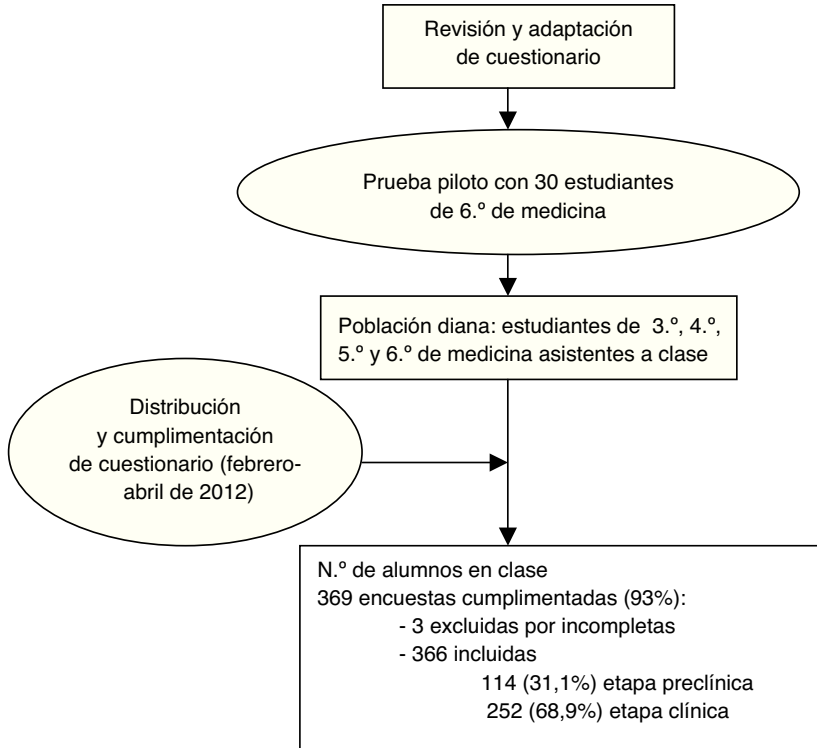 Revisión y adaptación
de cuestionario
Prueba piloto con 30 estudiantes
de 6.º de medicina
Población diana: estudiantes de 3.º, 4.º,
5.º y 6.º de medicina asistentes a clase
Distribución
y cumplimentación
de cuestionario (febrero-
abril de 2012)
N.º de alumnos en clase
369 encuestas cumplimentadas (93%):
- 3 excluidas por incompletas
- 366 incluidas
114 (31,1%) etapa preclínica
252 (68,9%) etapa clínica